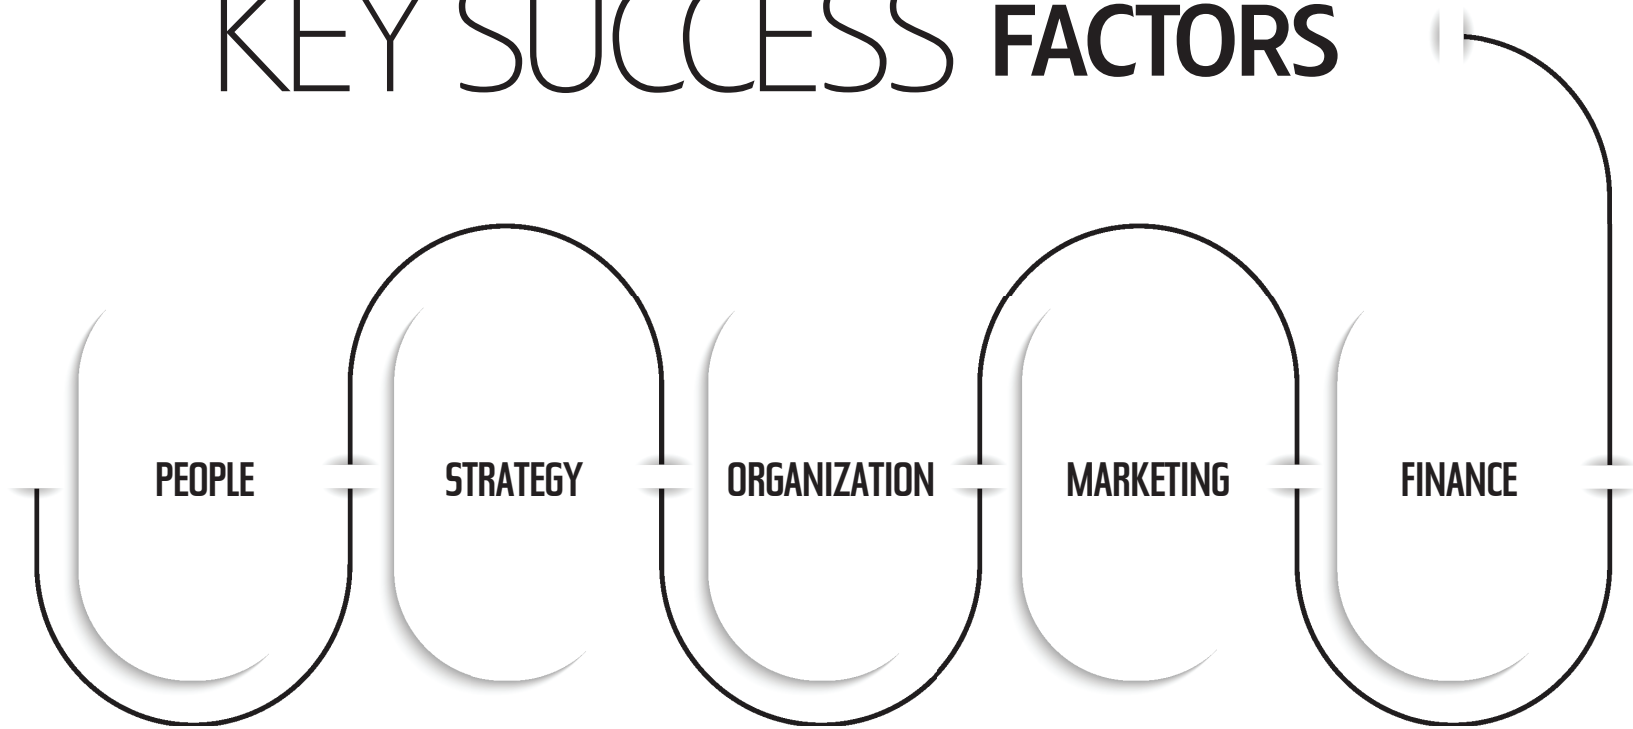 KEY SUCCESS FACTORS
PEOPLE
STRATEGY
ORGANIZATION
MARKETING
FINANCE